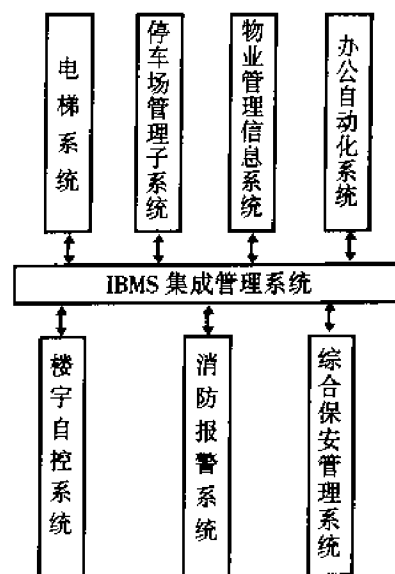 电梯系统
停车场管理子系统
物业管理信息系统
办公自动化系统
IBMS 集成管理系统
楼宇自控系统
消防报警系统
综合保安管理系统